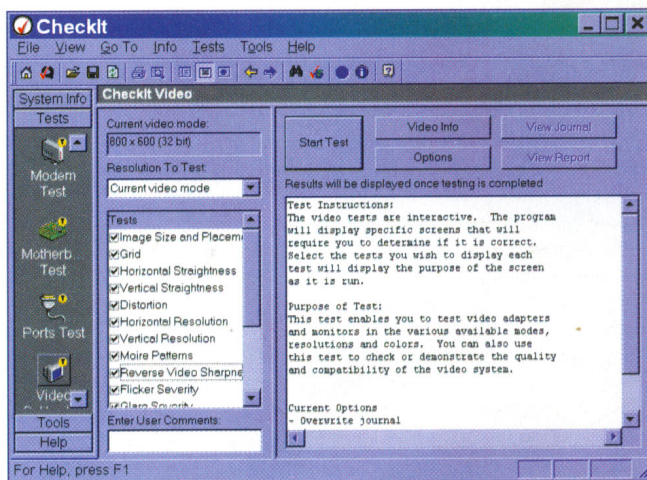 CheckIt
File View Go To Info Tests Tools Help
System Info
Tests
Modem
Test
Motherb...
Test
Ports Test
Video
Tools
Help
CheckIt Video
Current video mode:
800 x 600 (32 bit)
Resolution To Test:
Current video mode
Tests
Image Size and Placem
Grid
Horizontal Straightness
Vertical Straightness
Distortion
Horizontal Resolution
Vertical Resolution
Moire Patterns
Reverse Video Sharpne
Flicker Severity
Glare Severity
Enter User Comments:
Start Test
Video Info
View Journal
Options
View Report
Results will be displayed once testing is completed
Test Instructions:
The video tests are interactive. The program
will display specific screens that will
require you to determine if it is correct.
Select the tests you wish to display each
test will display the purpose of the screen
as it is run.
Purpose of Test:
This test enables you to test video adapters
and monitors in the various available modes,
resolutions and colors. You can also use
this test to check or demonstrate the quality
and compatibility of the video system.
Current Options
- Overwrite journal
For Help, press F1